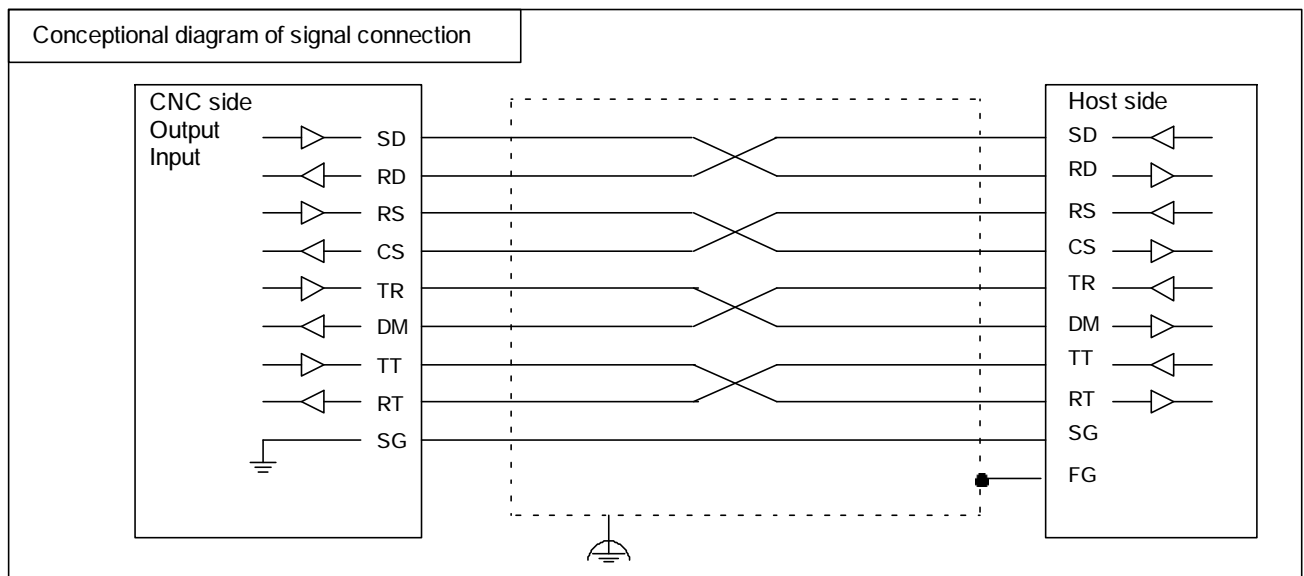 Conceptional diagram of signal connection
CNC side
Output
Input
SD
RD
RS
CS
TR
DM
TT
RT
SG
Host side
SD
RD
RS
CS
TR
DM
TT
RT
SG
FG